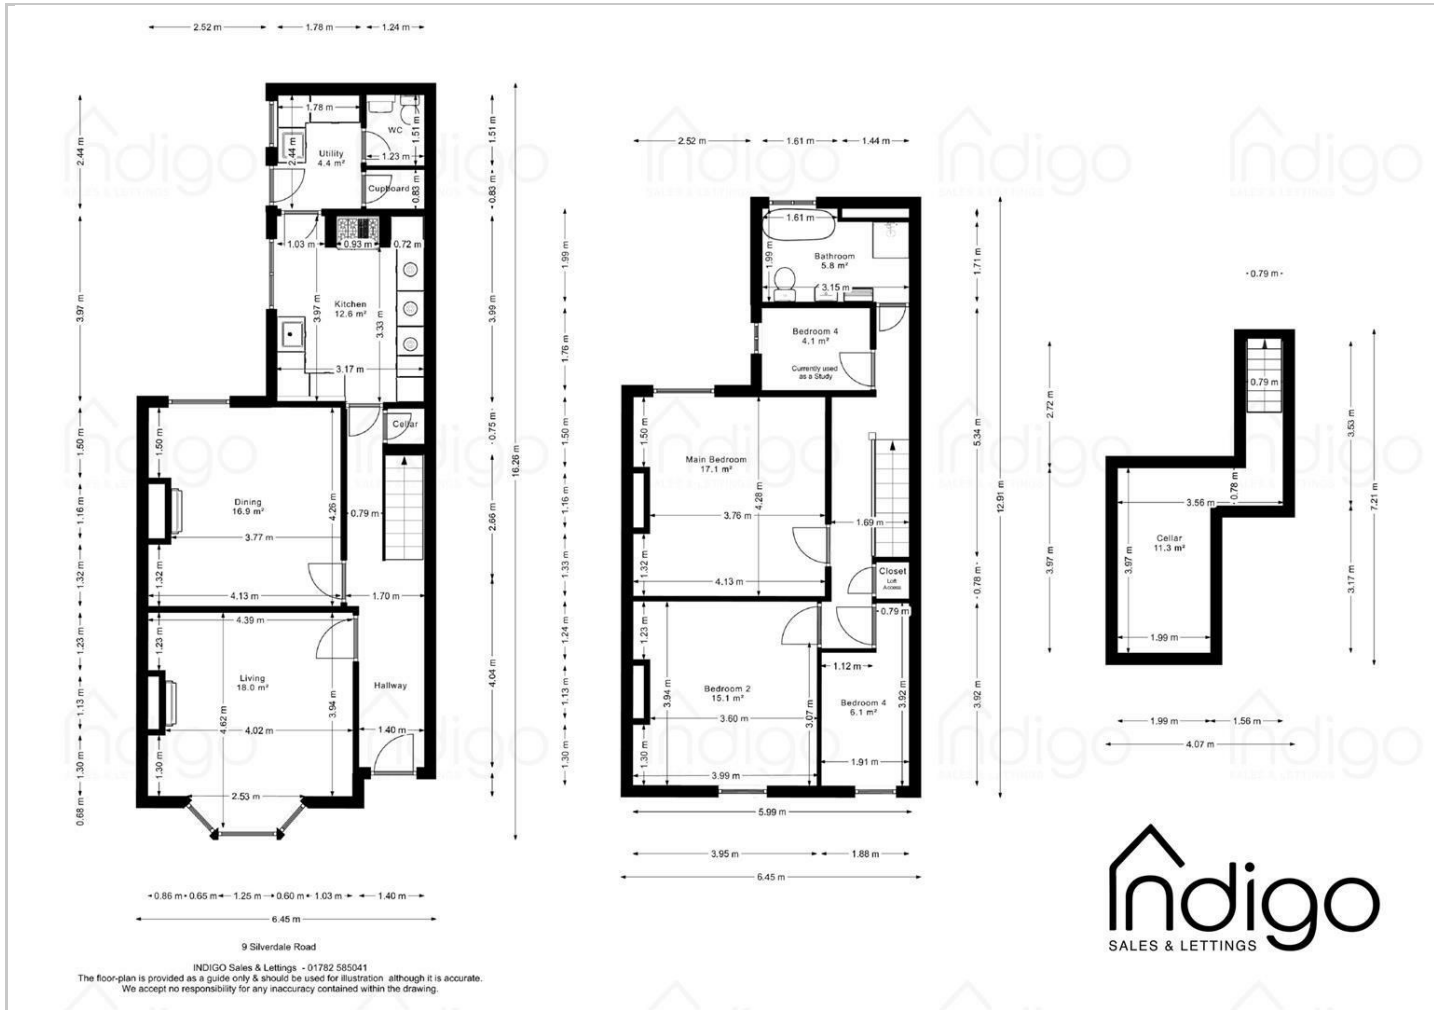 2.52 m
1.78 m
1.24 m
2.44 m
3.97 m
1.50 m
1.16 m
1.32 m
1.23 m
1.13 m
1.30 m
0.68 m
1.78 m
2.44 m
Utility
4.4 m²
WC
1.51 m
1.23 m
Cupboard
0.83 m
1.51 m
0.83 m
3.99 m
0.75 m
2.66 m
4.04 m
16.26 m
1.03 m
0.93 m
0.72 m
3.97 m
Kitchen
12.6 m²
3.33 m
3.17 m
Cellar
1.50 m
Dining
16.9 m²
4.26 m
0.79 m
3.77 m
1.32 m
4.13 m
1.70 m
4.39 m
1.23 m
Living
18.0 m²
4.62 m
3.94 m
Hallway
4.02 m
1.40 m
1.30 m
2.53 m
0.86 m
0.65 m
1.25 m
0.60 m
1.03 m
1.40 m
6.45 m
2.52 m
1.61 m
1.44 m
1.99 m
1.76 m
1.50 m
1.16 m
1.33 m
1.24 m
1.13 m
1.30 m
1.61 m
1.99 m
Bathroom
5.8 m²
3.15 m
Bedroom 4
4.1 m²
Currently used
as a Study
1.50 m
Main Bedroom
17.1 m²
4.28 m
3.76 m
1.69 m
1.32 m
4.13 m
Closet
Loft
Access
0.79 m
1.23 m
3.94 m
Bedroom 2
15.1 m²
3.60 m
3.07 m
1.12 m
Bedroom 4
6.1 m²
3.92 m
1.30 m
3.99 m
1.91 m
5.99 m
3.95 m
1.88 m
6.45 m
1.71 m
5.34 m
0.78 m
3.92 m
12.91 m
0.79 m
2.72 m
3.97 m
0.79 m
3.53 m
3.17 m
7.21 m
0.78 m
3.56 m
Cellar
11.3 m²
3.97 m
1.99 m
1.99 m
1.56 m
4.07 m
Indigo
SALES & LETTINGS
9 Silverdale Road
INDIGO Sales & Lettings - 01782 585041
The floor-plan is provided as a guide only & should be used for illustration although it is accurate.
We accept no responsibility for any inaccuracy contained within the drawing.